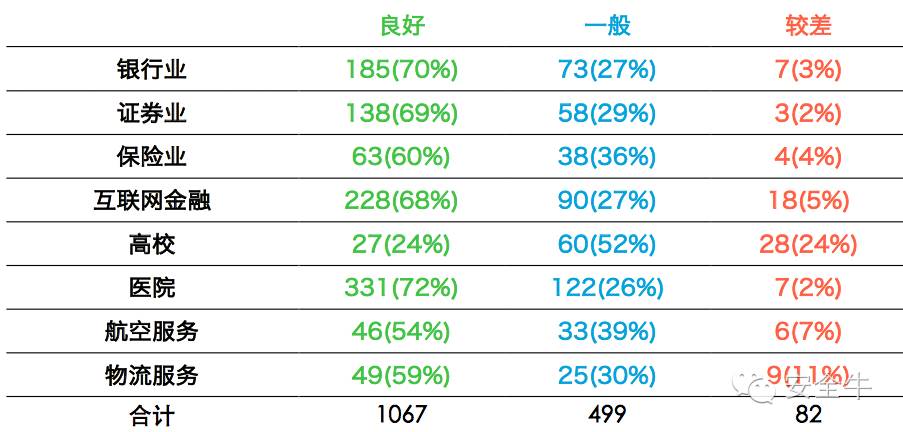 良好 一般 较差
银行业 185(70%) 73(27%) 7(3%)
证券业 138(69%) 58(29%) 3(2%)
保险业 63(60%) 38(36%) 4(4%)
互联网金融 228(68%) 90(27%) 18(5%)
高校 27(24%) 60(52%) 28(24%)
医院 331(72%) 122(26%) 7(2%)
航空服务 46(54%) 33(39%) 6(7%)
物流服务 49(59%) 25(30%) 9(11%)
安全牛
合计 1067 499 82